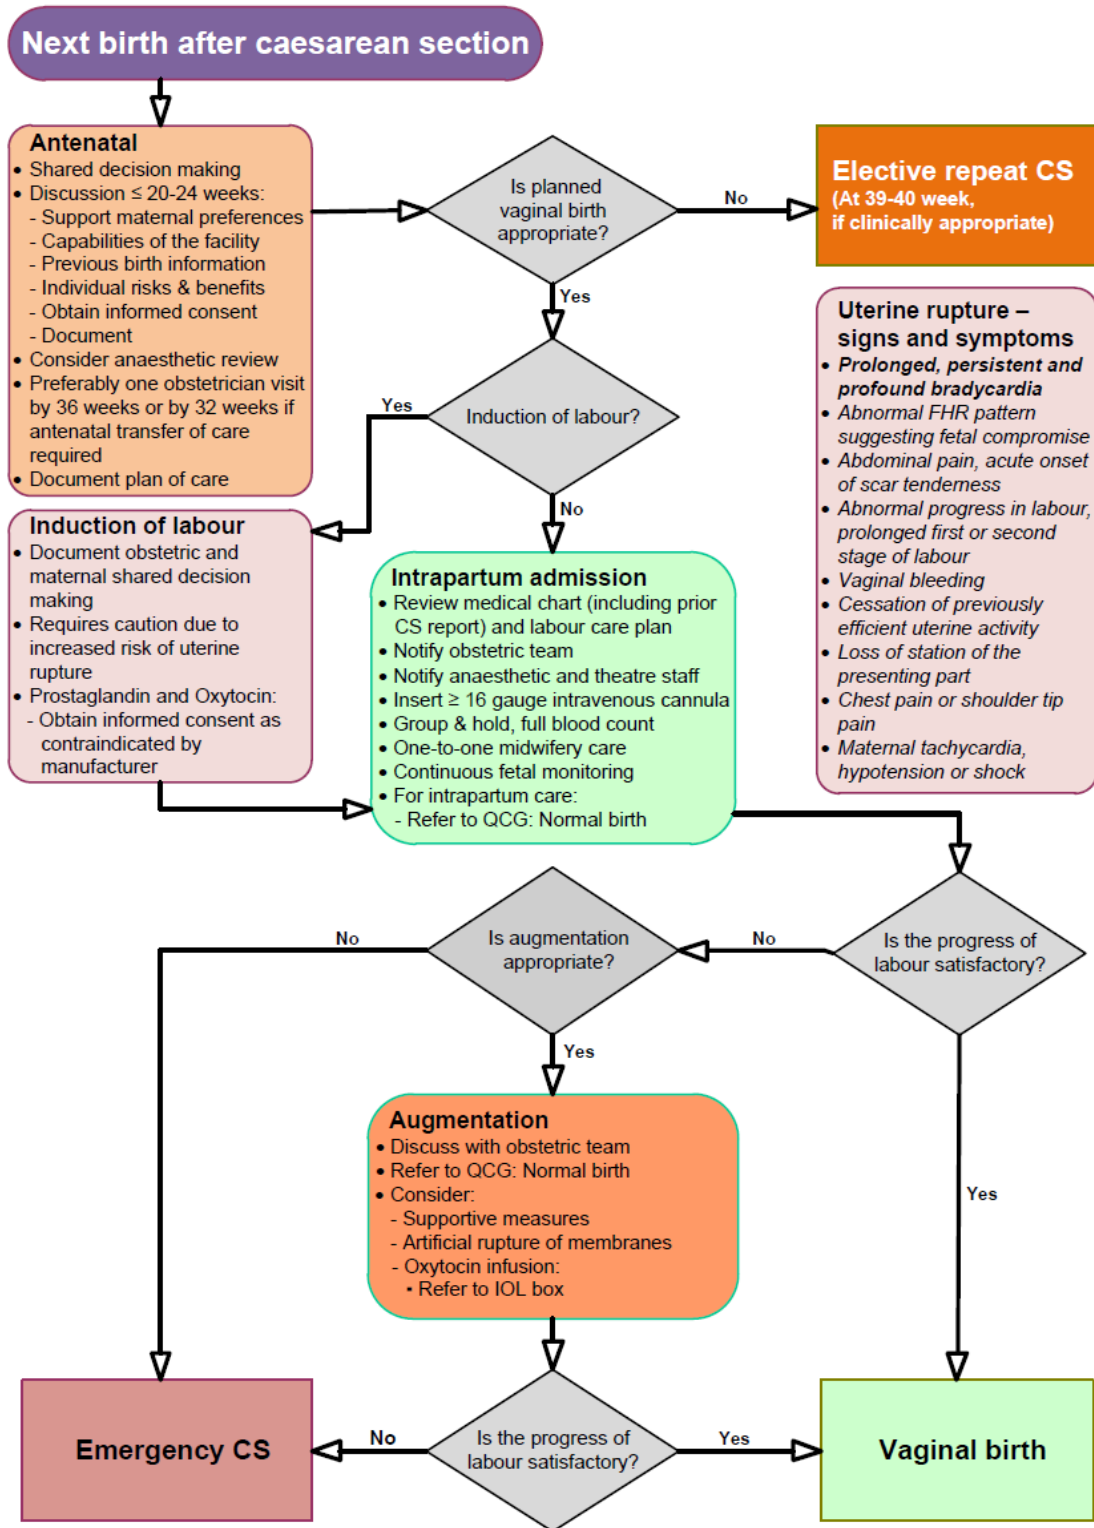 Next birth after caesarean section
Antenatal
• Shared decision making
• Discussion ≤ 20-24 weeks:
- Support maternal preferences
- Capabilities of the facility
- Previous birth information
- Individual risks & benefits
- Obtain informed consent
- Document
• Consider anaesthetic review
• Preferably one obstetrician visit
by 36 weeks or by 32 weeks if
antenatal transfer of care
required
• Document plan of care
Is planned
vaginal birth
appropriate?
No
Elective repeat CS
(At 39-40 week,
if clinically appropriate)
Yes
Induction of labour?
Yes
No
Uterine rupture –
signs and symptoms
• Prolonged, persistent and
profound bradycardia
• Abnormal FHR pattern
suggesting fetal compromise
• Abdominal pain, acute onset
of scar tenderness
• Abnormal progress in labour,
prolonged first or second
stage of labour
• Vaginal bleeding
• Cessation of previously
efficient uterine activity
• Loss of station of the
presenting part
• Chest pain or shoulder tip
pain
• Maternal tachycardia,
hypotension or shock
Induction of labour
• Document obstetric and
maternal shared decision
making
• Requires caution due to
increased risk of uterine
rupture
• Prostaglandin and Oxytocin:
- Obtain informed consent as
contraindicated by
manufacturer
Intrapartum admission
• Review medical chart (including prior
CS report) and labour care plan
• Notify obstetric team
• Notify anaesthetic and theatre staff
• Insert ≥ 16 gauge intravenous cannula
• Group & hold, full blood count
• One-to-one midwifery care
• Continuous fetal monitoring
• For intrapartum care:
- Refer to QCG: Normal birth
Is the progress of
labour satisfactory?
No
Is augmentation
appropriate?
No
Yes
Augmentation
• Discuss with obstetric team
• Refer to QCG: Normal birth
• Consider:
- Supportive measures
- Artificial rupture of membranes
- Oxytocin infusion:
▪ Refer to IOL box
Yes
Is the progress of
labour satisfactory?
No
Yes
Emergency CS
Vaginal birth